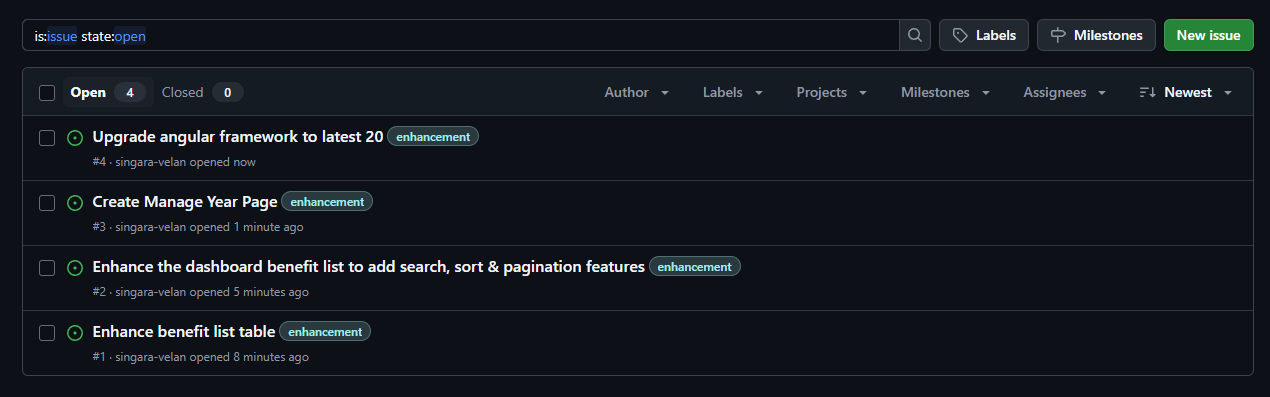 is:issue state:open Labels Milestones New issue
Open 4 Closed 0 Author Labels Projects Milestones Assignees Newest
Upgrade angular framework to latest 20 enhancement
#4 · singara-velan opened now
Create Manage Year Page enhancement
#3 · singara-velan opened 1 minute ago
Enhance the dashboard benefit list to add search, sort & pagination features enhancement
#2 · singara-velan opened 5 minutes ago
Enhance benefit list table enhancement
#1 · singara-velan opened 8 minutes ago